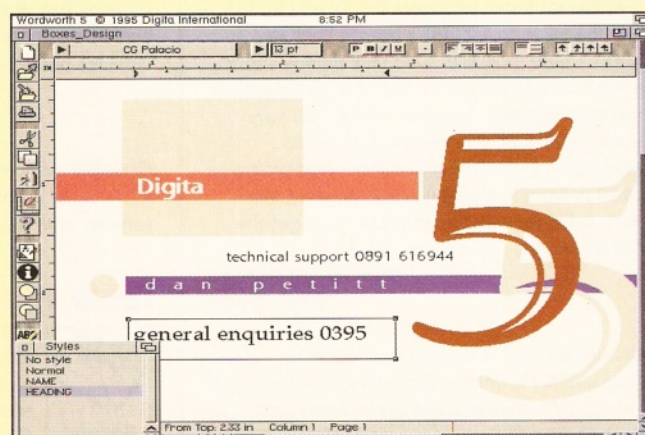 Wordworth 5 © 1995 Digita International 8:52 PM
Boxes_Design
CG Palacio 13 pt P B I U
Digita
5
technical support 0891 616944
dan petitt
general enquiries 0395
ABC
Styles
No style
Normal
NAME
HEADING
From Top: 2.33 in Column 1 Page 1